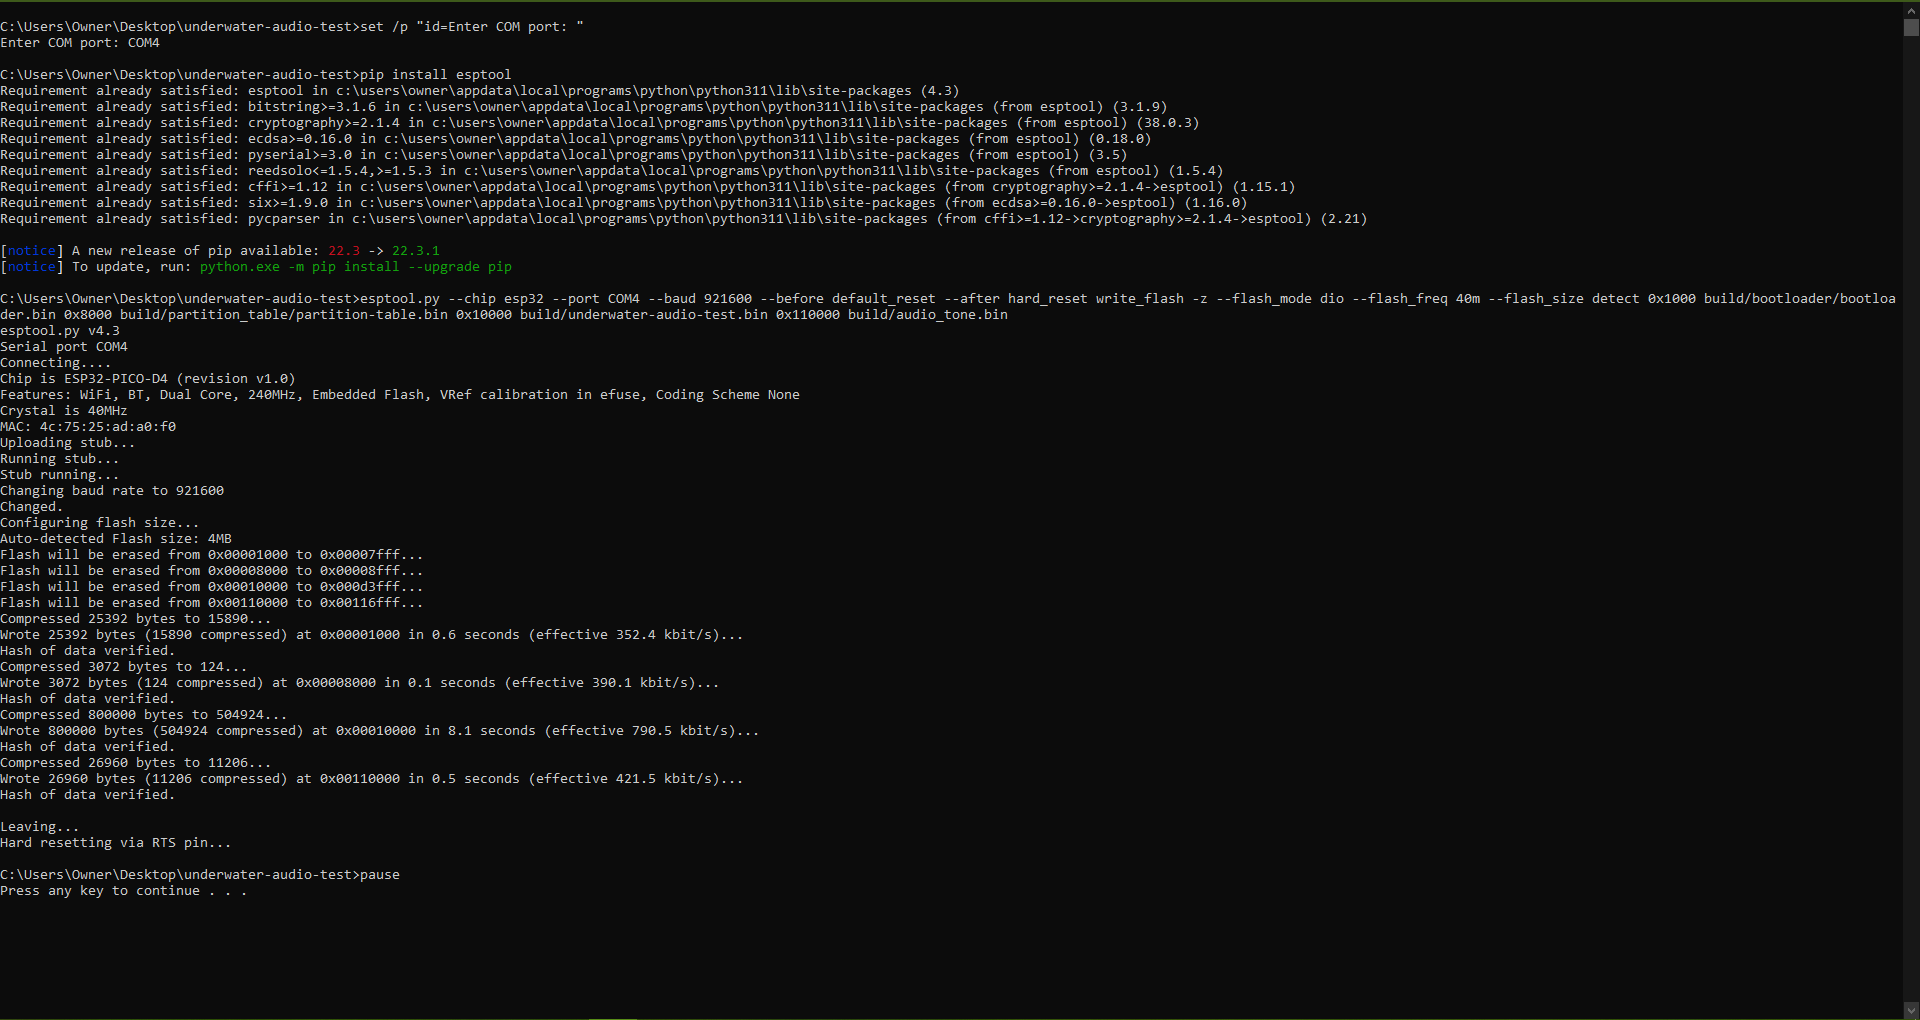 C:\Users\Owner\Desktop\underwater-audio-test>set /p "id=Enter COM port: "
Enter COM port: COM4
C:\Users\Owner\Desktop\underwater-audio-test>pip install esptool
Requirement already satisfied: esptool in c:\users\owner\appdata\local\programs\python\python311\lib\site-packages (4.3)
Requirement already satisfied: bitstring>=3.1.6 in c:\users\owner\appdata\local\programs\python\python311\lib\site-packages (from esptool) (3.1.9)
Requirement already satisfied: cryptography>=2.1.4 in c:\users\owner\appdata\local\programs\python\python311\lib\site-packages (from esptool) (38.0.3)
Requirement already satisfied: ecdsa>=0.16.0 in c:\users\owner\appdata\local\programs\python\python311\lib\site-packages (from esptool) (0.18.0)
Requirement already satisfied: pyserial>=3.0 in c:\users\owner\appdata\local\programs\python\python311\lib\site-packages (from esptool) (3.5)
Requirement already satisfied: reedsolo<=1.5.4,>=1.5.3 in c:\users\owner\appdata\local\programs\python\python311\lib\site-packages (from esptool) (1.5.4)
Requirement already satisfied: cffi>=1.12 in c:\users\owner\appdata\local\programs\python\python311\lib\site-packages (from cryptography>=2.1.4->esptool) (1.15.1)
Requirement already satisfied: six>=1.9.0 in c:\users\owner\appdata\local\programs\python\python311\lib\site-packages (from ecdsa>=0.16.0->esptool) (1.16.0)
Requirement already satisfied: pycparser in c:\users\owner\appdata\local\programs\python\python311\lib\site-packages (from cffi>=1.12->cryptography>=2.1.4->esptool) (2.21)
[notice] A new release of pip available: 22.3 -> 22.3.1
[notice] To update, run: python.exe -m pip install --upgrade pip
C:\Users\Owner\Desktop\underwater-audio-test>esptool.py --chip esp32 --port COM4 --baud 921600 --before default_reset --after hard_reset write_flash -z --flash_mode dio --flash_freq 40m --flash_size detect 0x1000 build/bootloader/bootloa
der.bin 0x8000 build/partition_table/partition-table.bin 0x10000 build/underwater-audio-test.bin 0x110000 build/audio_tone.bin
esptool.py v4.3
Serial port COM4
Connecting....
Chip is ESP32-PICO-D4 (revision v1.0)
Features: WiFi, BT, Dual Core, 240MHz, Embedded Flash, VRef calibration in efuse, Coding Scheme None
Crystal is 40MHz
MAC: 4c:75:25:ad:a0:f0
Uploading stub...
Running stub...
Stub running...
Changing baud rate to 921600
Changed.
Configuring flash size...
Auto-detected Flash size: 4MB
Flash will be erased from 0x00001000 to 0x00007fff...
Flash will be erased from 0x00008000 to 0x00008fff...
Flash will be erased from 0x00010000 to 0x000d3fff...
Flash will be erased from 0x00110000 to 0x00116fff...
Compressed 25392 bytes to 15890...
Wrote 25392 bytes (15890 compressed) at 0x00001000 in 0.6 seconds (effective 352.4 kbit/s)...
Hash of data verified.
Compressed 3072 bytes to 124...
Wrote 3072 bytes (124 compressed) at 0x00008000 in 0.1 seconds (effective 390.1 kbit/s)...
Hash of data verified.
Compressed 800000 bytes to 504924...
Wrote 800000 bytes (504924 compressed) at 0x00010000 in 8.1 seconds (effective 790.5 kbit/s)...
Hash of data verified.
Compressed 26960 bytes to 11206...
Wrote 26960 bytes (11206 compressed) at 0x00110000 in 0.5 seconds (effective 421.5 kbit/s)...
Hash of data verified.
Leaving...
Hard resetting via RTS pin...
C:\Users\Owner\Desktop\underwater-audio-test>pause
Press any key to continue . . .